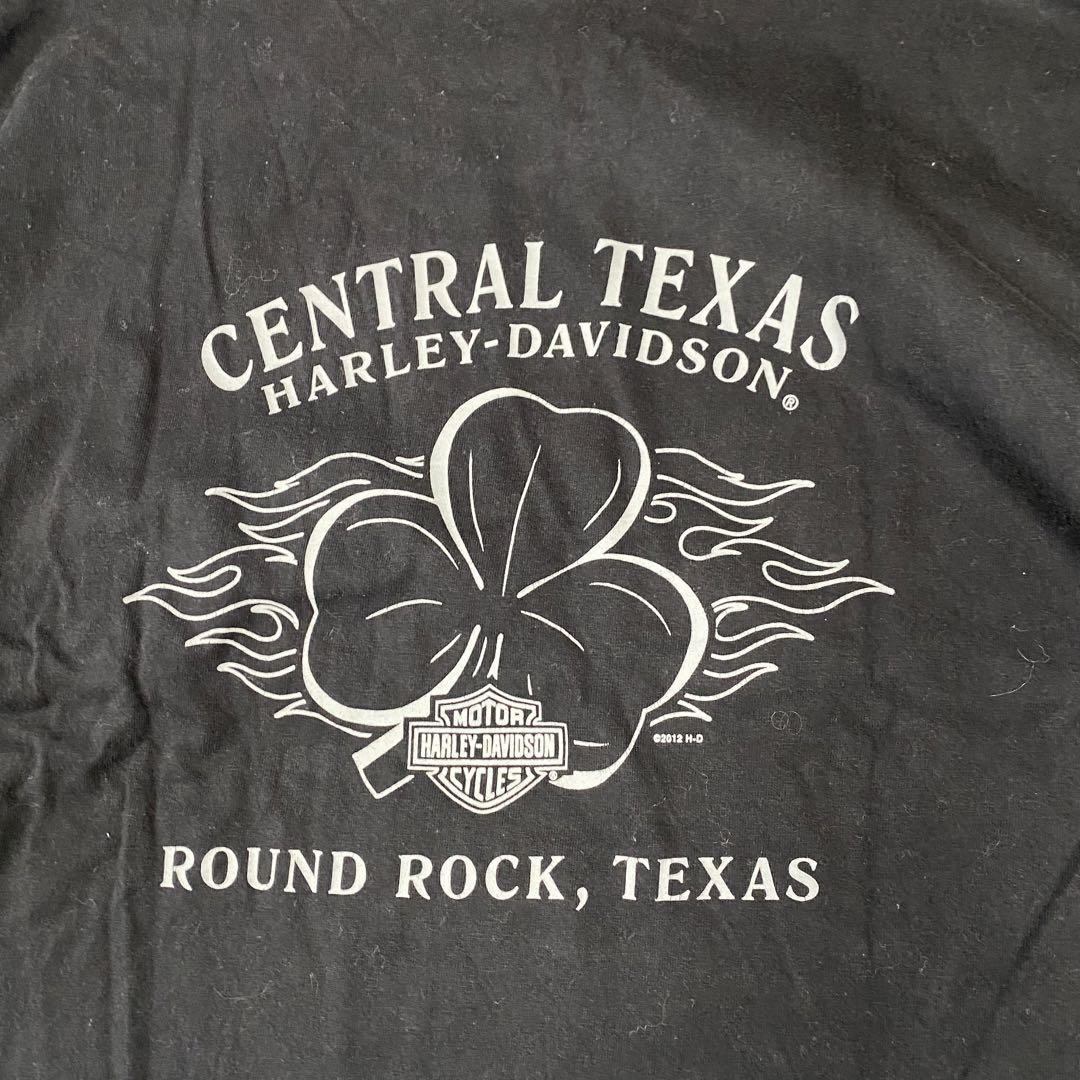 CENTRAL TEXAS
HARLEY-DAVIDSON®
MOTOR
HARLEY-DAVIDSON
CYCLES®
©2012 H-D
ROUND ROCK, TEXAS